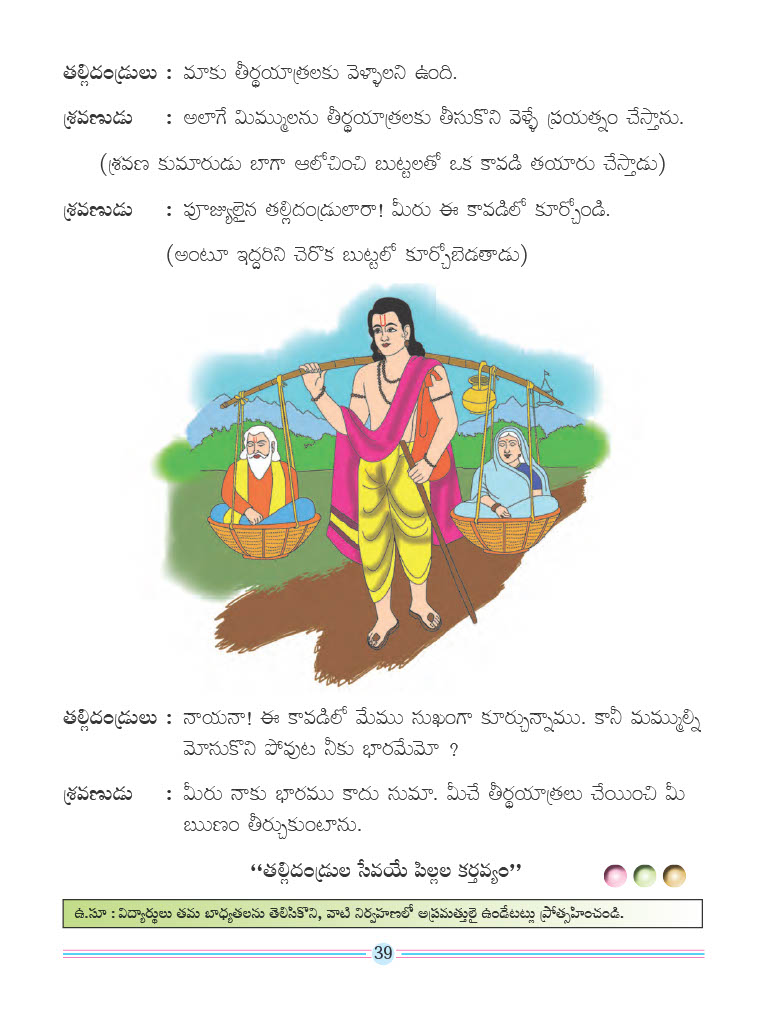 తల్లిదండ్రులు : మాకు తీర్థయాత్రలకు వెళ్ళాలని ఉంది.
శ్రవణుడు : అలాగే మిమ్ములను తీర్థయాత్రలకు తీసుకొని వెళ్ళే ప్రయత్నం చేస్తాను.
(శ్రవణ కుమారుడు బాగా ఆలోచించి బుట్టలతో ఒక కావడి తయారు చేస్తాడు)
శ్రవణుడు : పూజ్యులైన తల్లిదండ్రులారా! మీరు ఈ కావడిలో కూర్చోండి.
(అంటూ ఇద్దరిని చెరొక బుట్టలో కూర్చోబెడతాడు)
తల్లిదండ్రులు : నాయనా! ఈ కావడిలో మేము సుఖంగా కూర్చున్నాము. కానీ మమ్ముల్ని
మోసుకొని పోవుట నీకు భారమేమో ?
శ్రవణుడు : మీరు నాకు భారము కాదు సుమా. మీచే తీర్థయాత్రలు చేయించి మీ
ఋణం తీర్చుకుంటాను.
“తల్లిదండ్రుల సేవయే పిల్లల కర్తవ్యం”
ఉ.సూ : విద్యార్థులు తమ బాధ్యతలను తెలిసికొని, వాటి నిర్వహణలో అప్రమత్తులై ఉండేటట్లు ప్రోత్సహించండి.
39